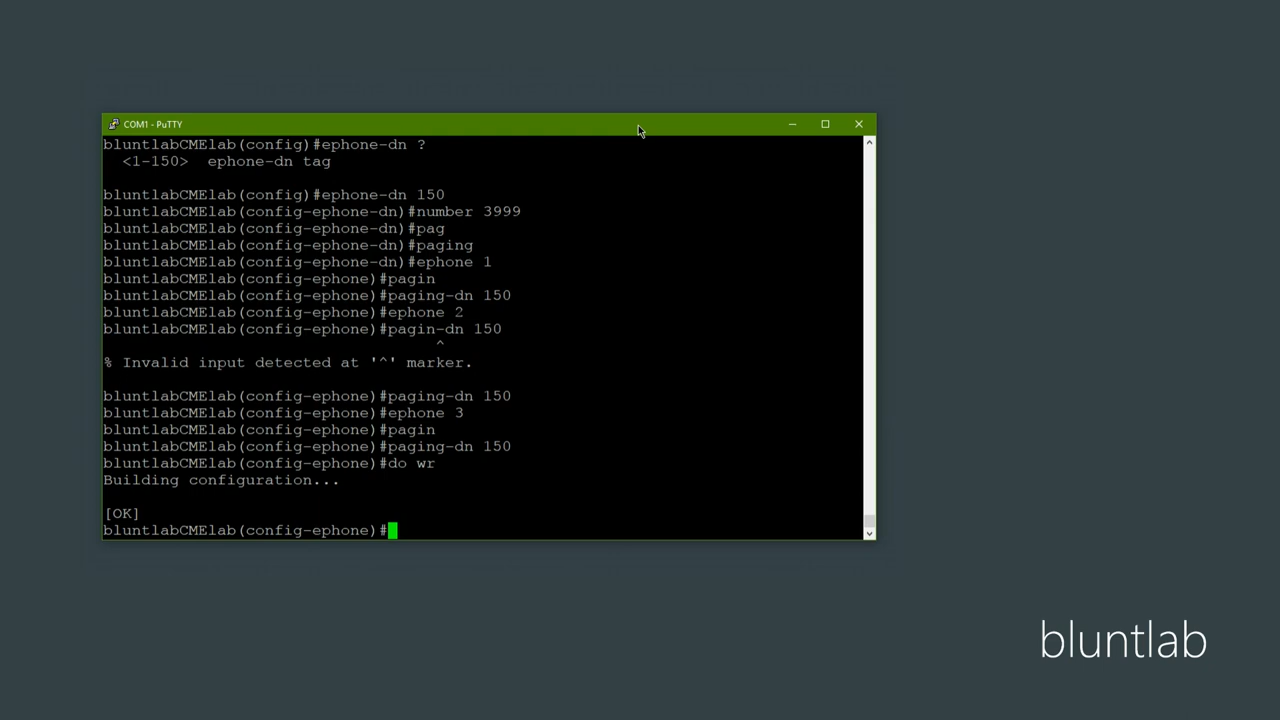 COM1 - PuTTY
bluntlabCMElab(config)#ephone-dn ?
  <1-150>  ephone-dn tag
bluntlabCMElab(config)#ephone-dn 150
bluntlabCMElab(config-ephone-dn)#number 3999
bluntlabCMElab(config-ephone-dn)#pag
bluntlabCMElab(config-ephone-dn)#paging
bluntlabCMElab(config-ephone-dn)#ephone 1
bluntlabCMElab(config-ephone)#pagin
bluntlabCMElab(config-ephone)#paging-dn 150
bluntlabCMElab(config-ephone)#ephone 2
bluntlabCMElab(config-ephone)#pagin-dn 150
^
% Invalid input detected at '^' marker.
bluntlabCMElab(config-ephone)#paging-dn 150
bluntlabCMElab(config-ephone)#ephone 3
bluntlabCMElab(config-ephone)#pagin
bluntlabCMElab(config-ephone)#paging-dn 150
bluntlabCMElab(config-ephone)#do wr
Building configuration...
[OK]
bluntlabCMElab(config-ephone)#
bluntlab